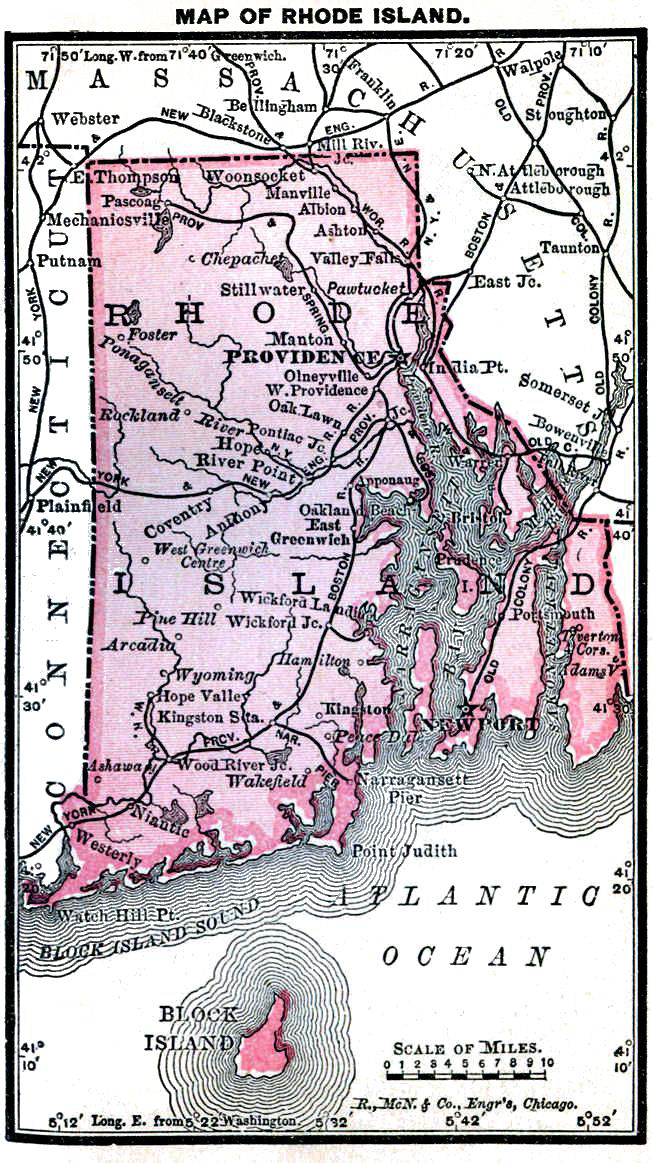 MAP OF RHODE ISLAND.
71°50' Long. W. from 71°40' Greenwich.
71° 30'
71°20'
71°10'
MASSACHUSETTS
PROV.
Franklin
R.
Walpole
PROV.
OLD
Bellingham
Webster
&
NEW
Blackstone
ENG.
Stoughton
R.
Mill Riv. Jc.
42°
42°
E. Thompson
Woonsocket
N. Attleborough
Attleborough
Manville
Pascoag
Albion
WOR.
N.Y. &
N.E.
Mechanicsville
PROV
&
Ashton
R.
BOSTON
COL.
Taunton
Putnam
Chepachet
Valley Falls
East Jc.
Stillwater
Pawtucket
COLONY
NEW YORK
SPRING.
RHODE
Foster
Manton
41° 50'
41° 50'
Ponagansett
River
PROVIDENCE
India Pt.
Olneyville
W. Providence
Somerset Jc.
OLD
Rockland
Oak Lawn
Bowenville
Pontiac Jc.
PROV.
Jc.
OLD C.
Hope
N.Y.
Warren
River Point
ENG.
R.
NEW YORK
NEW
Apponaug
Plainfield
Coventry
Anthony
Oakland Beach
Bristol
41°40'
41° 40'
East Greenwich
West Greenwich Centre
Prudence I.
CONNECTICUT
ISLAND
BOSTON
COLONY
Wickford Landing
Portsmouth
Pine Hill
Wickford Jc.
Tiverton Cors.
Arcadia
Adams V.
Hamilton
Wyoming
OLD
41° 30'
41° 30'
Hope Valley
Kingston
Kingston Sta.
NEWPORT
Peace Dale
PROV.
&
NAR. PIER
Ashaway
Wood River Jc.
Wakefield
Narragansett Pier
NEW YORK
Niantic
Westerly
Point Judith
41° 20'
ATLANTIC
Watch Hill Pt.
BLOCK ISLAND SOUND
OCEAN
BLOCK ISLAND
41° 10'
41° 10'
SCALE OF MILES.
0 1 2 3 4 5 6 7 8 9 10
R., McN. & Co., Engr's, Chicago.
5°12' Long. E. from 5°22' Washington. 5°32'
5°42
5°52'